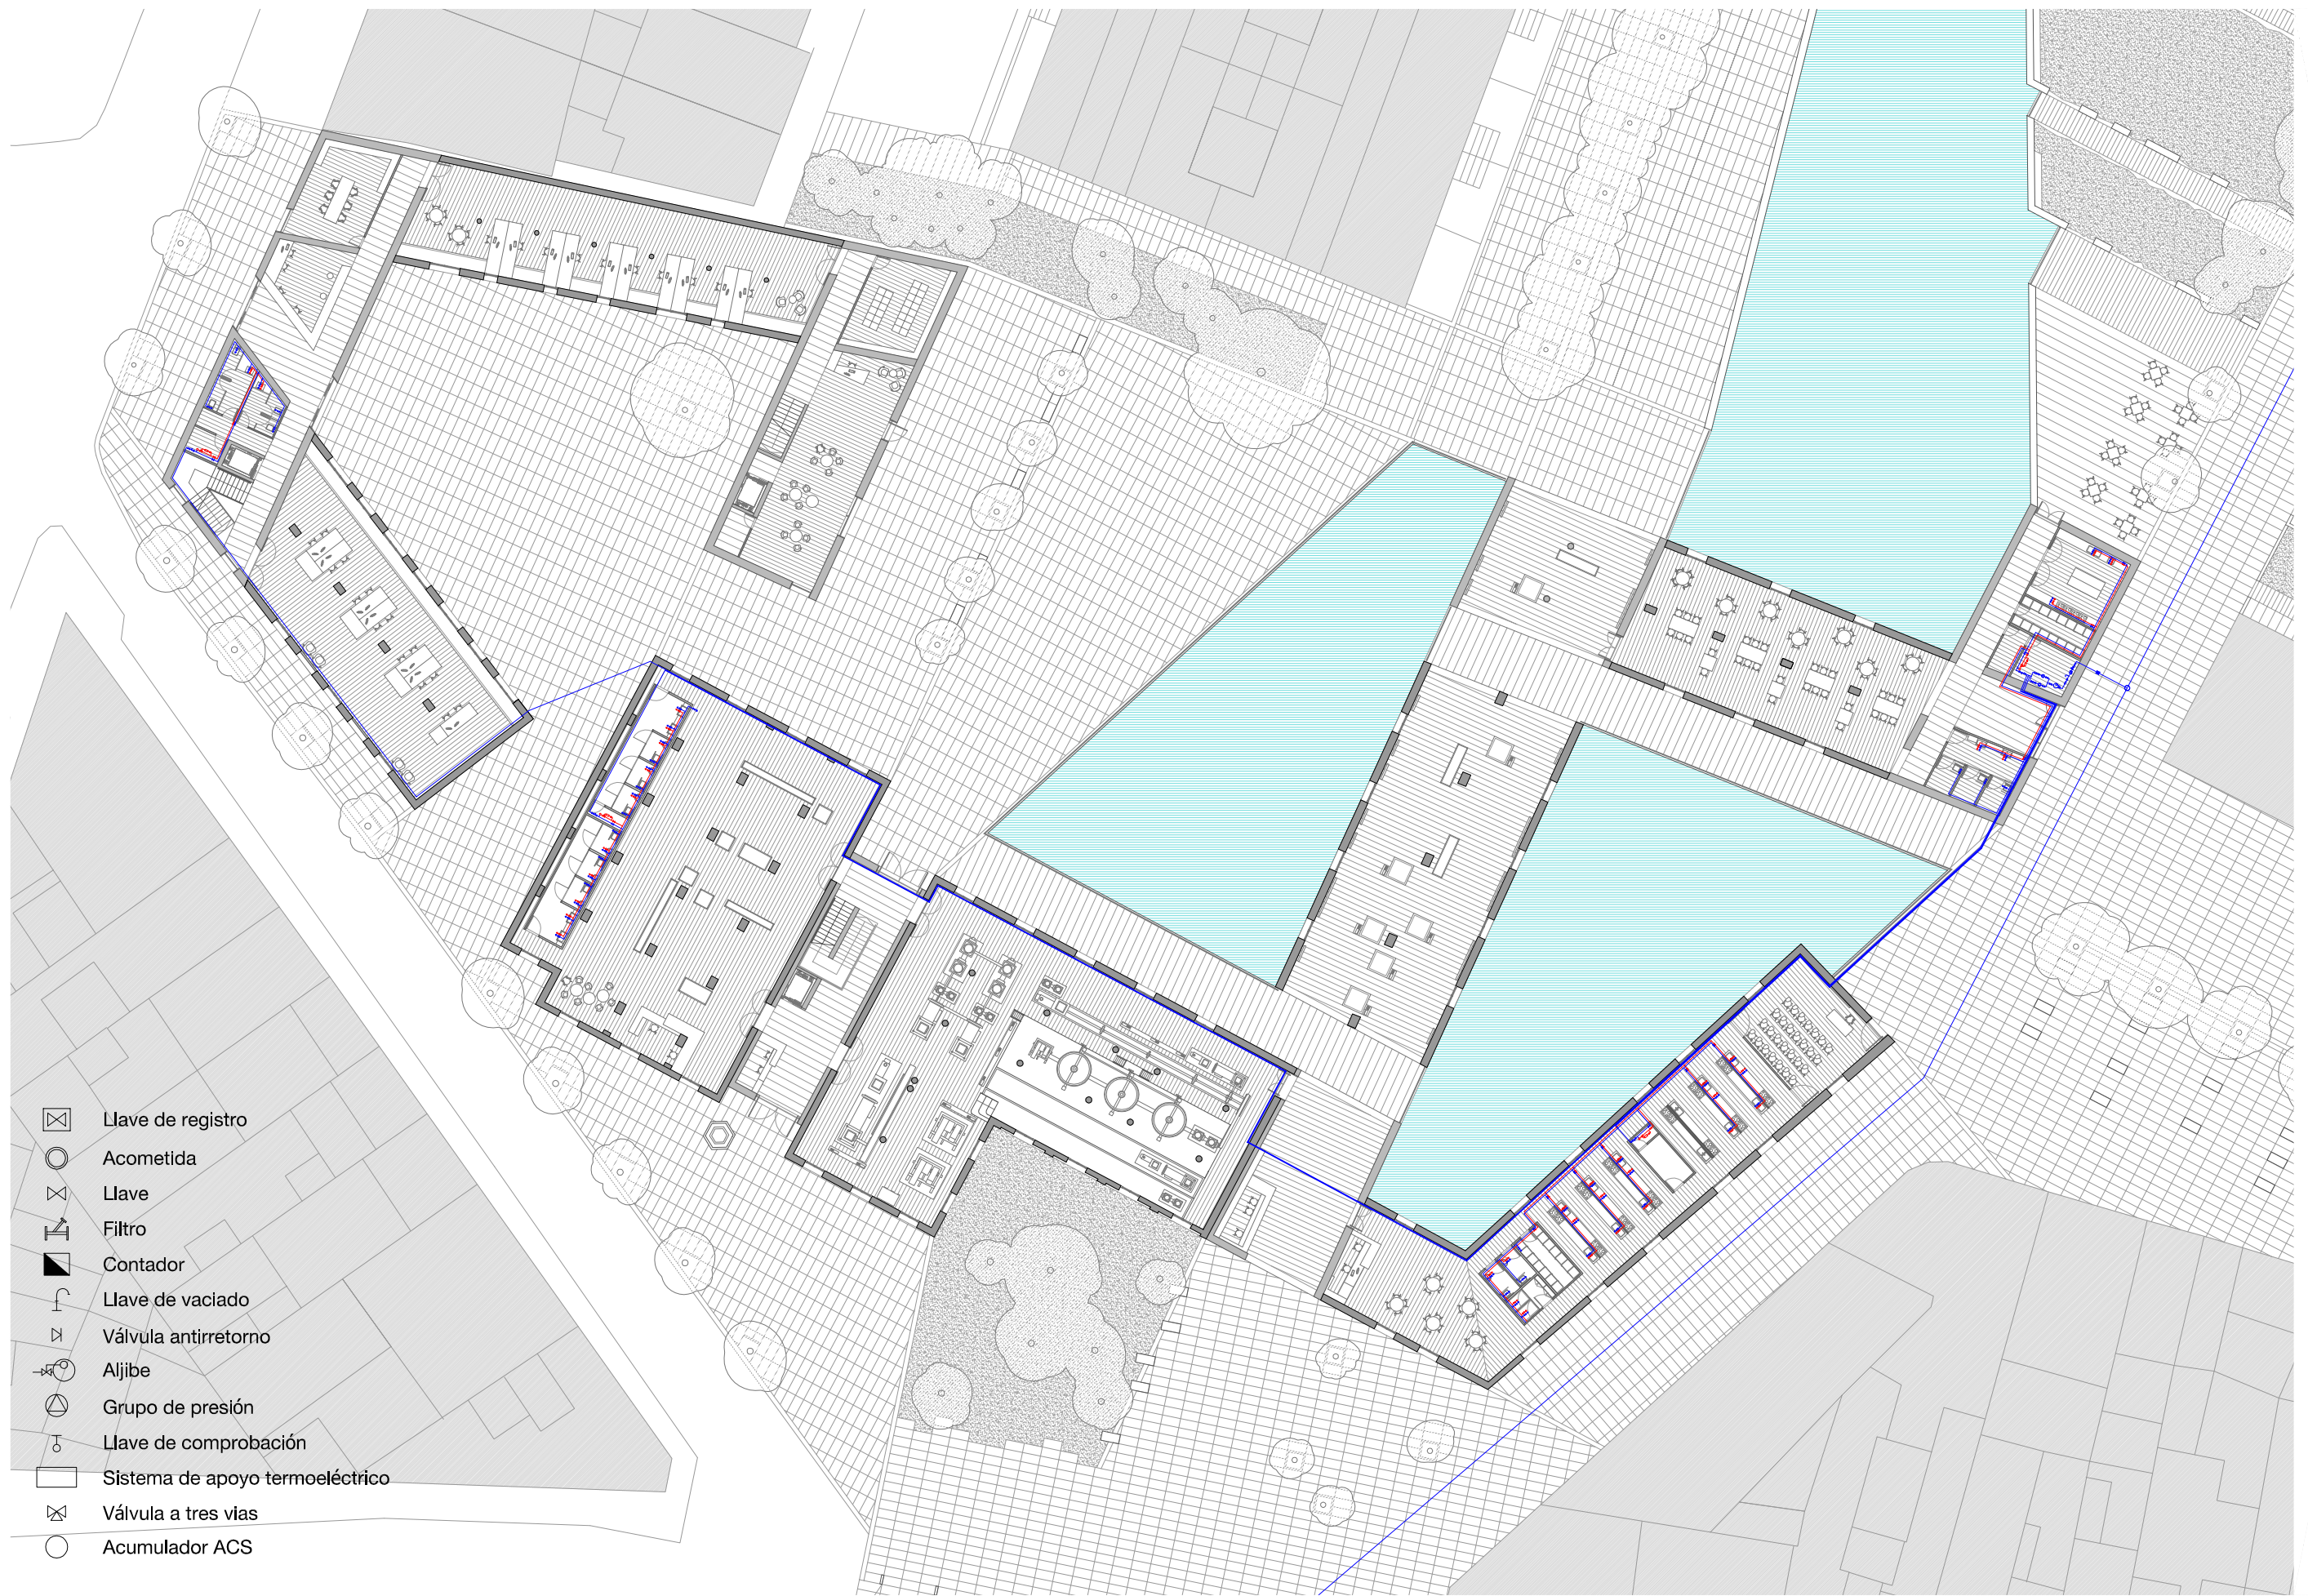 Llave de registro
Acometida
Llave
Filtro
Contador
Llave de vaciado
Válvula antirretorno
Aljibe
Grupo de presión
Llave de comprobación
Sistema de apoyo termoeléctrico
Válvula a tres vias
Acumulador ACS